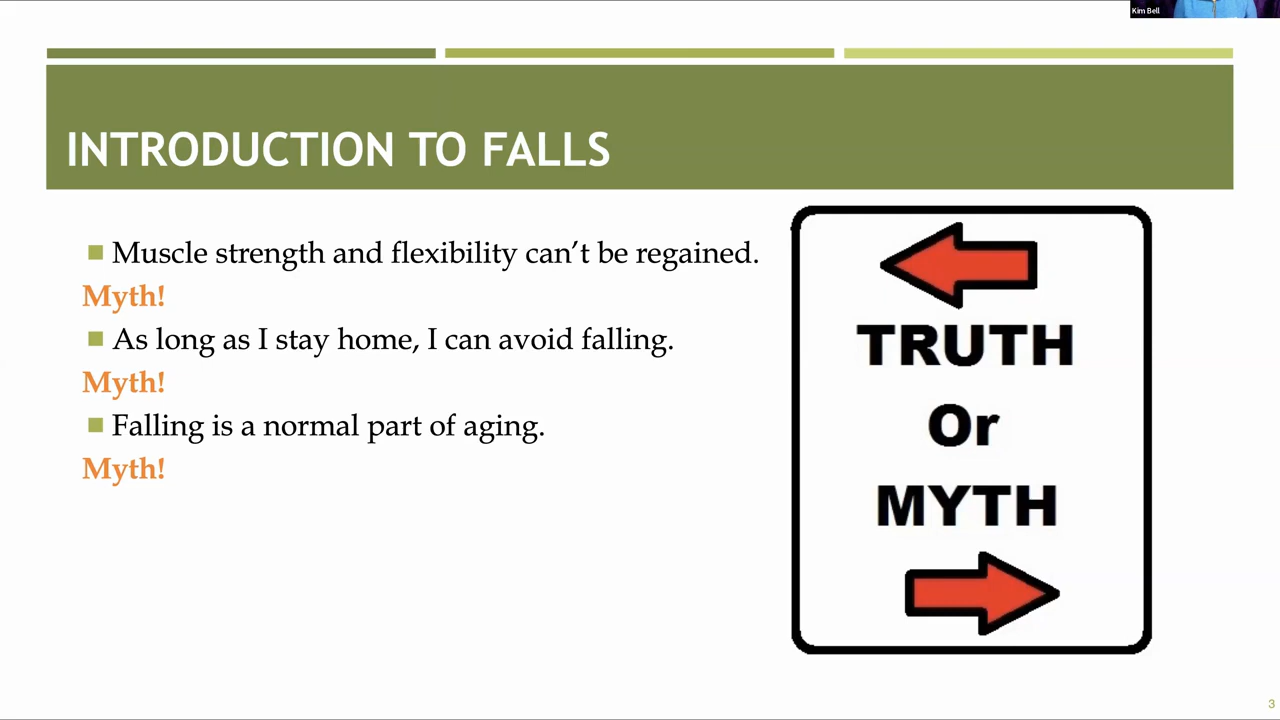 Kim Bell
INTRODUCTION TO FALLS
Muscle strength and flexibility can’t be regained.
Myth!
As long as I stay home, I can avoid falling.
Myth!
Falling is a normal part of aging.
Myth!
TRUTH
Or
MYTH
3